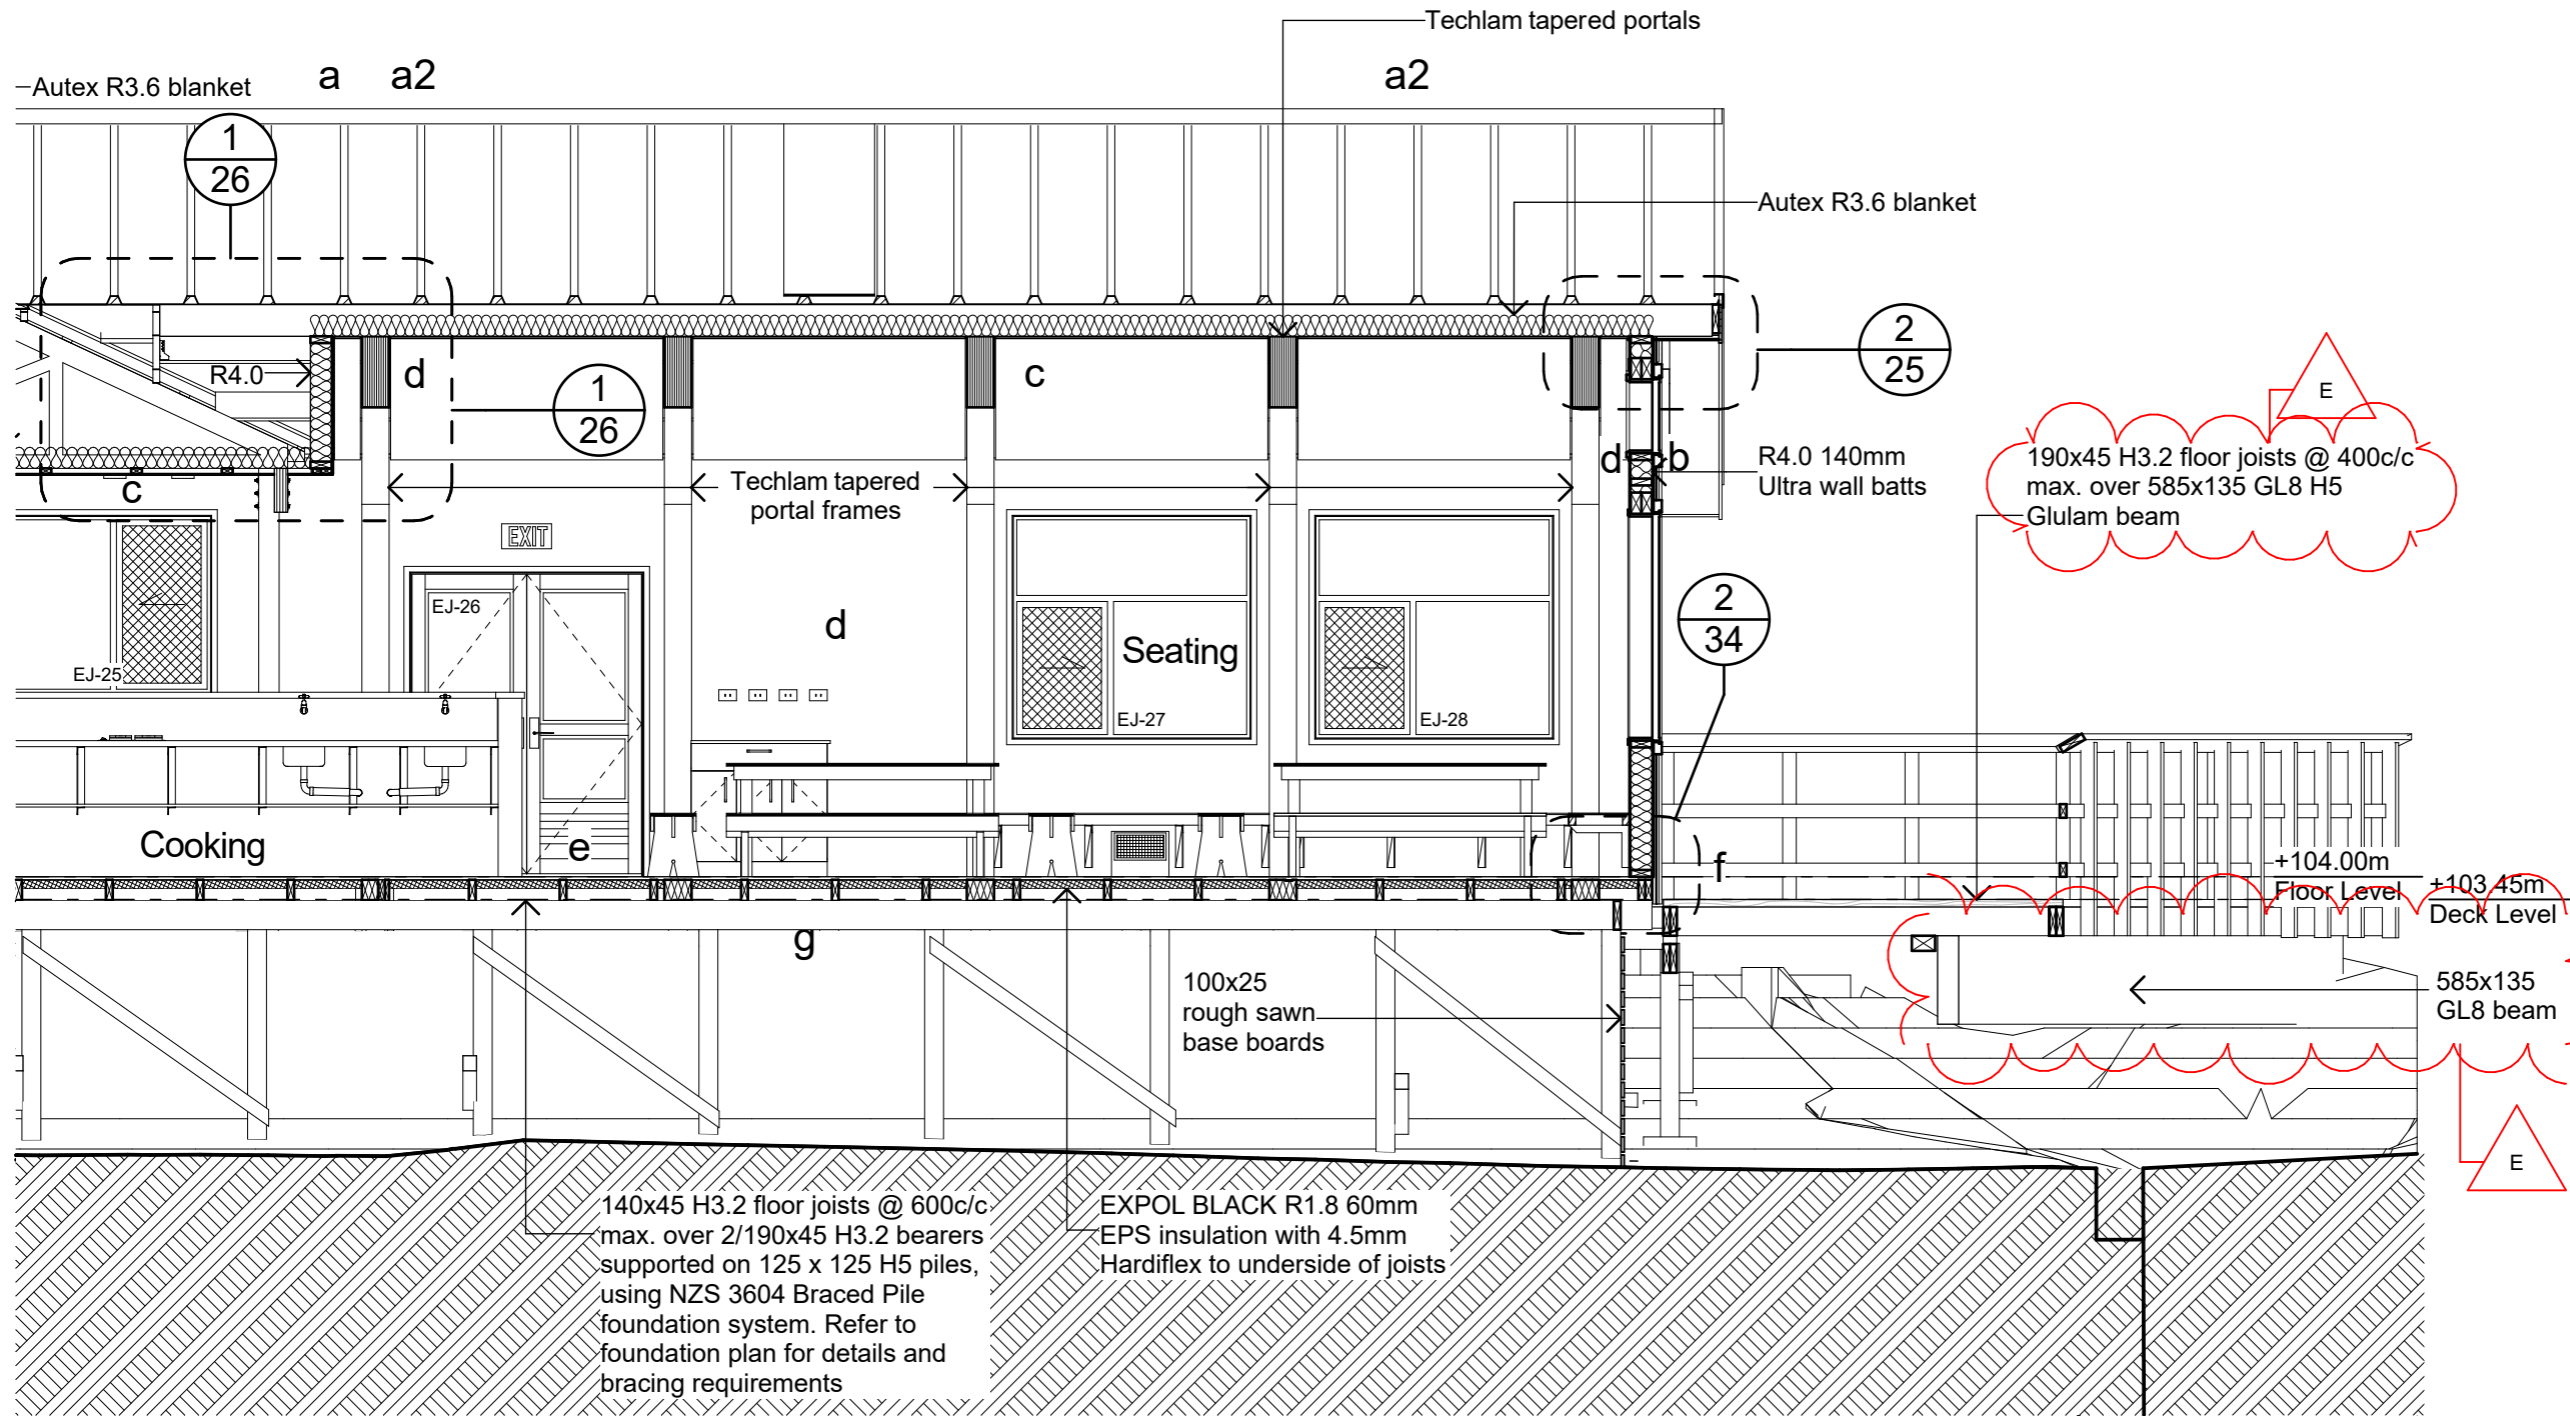 Techlam tapered portals
a
a2
a2
Autex R3.6 blanket
1
26
Autex R3.6 blanket
2
25
E
R4.0
d
1
26
c
c
d
b
R4.0 140mm
Ultra wall batts
190x45 H3.2 floor joists @ 400c/c
max. over 585x135 GL8 H5
Glulam beam
Techlam tapered
portal frames
EXIT
EJ-26
2
34
d
Seating
EJ-25
EJ-27
EJ-28
Cooking
e
f
+104.00m
Floor Level
+103.45m
Deck Level
g
100x25
rough sawn
base boards
585x135
GL8 beam
E
140x45 H3.2 floor joists @ 600c/c
max. over 2/190x45 H3.2 bearers
supported on 125 x 125 H5 piles,
using NZS 3604 Braced Pile
foundation system. Refer to
foundation plan for details and
bracing requirements
EXPOL BLACK R1.8 60mm
EPS insulation with 4.5mm
Hardiflex to underside of joists